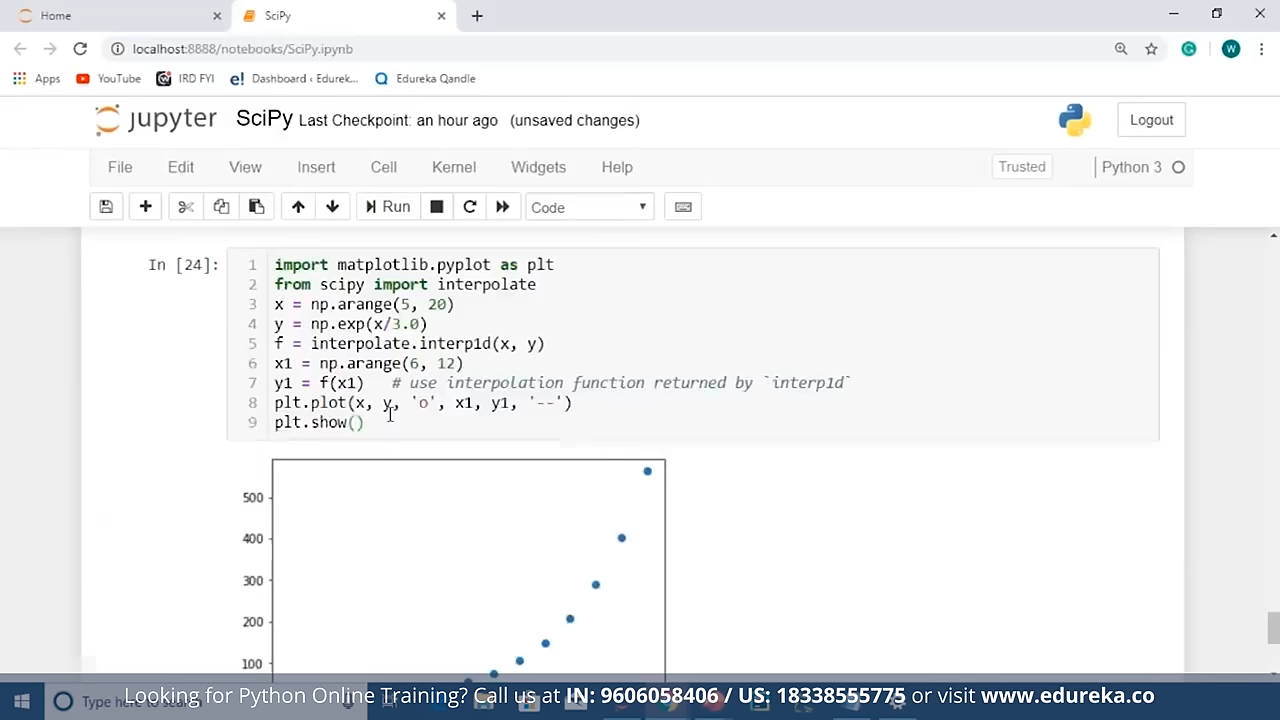 Home
SciPy
localhost:8888/notebooks/SciPy.ipynb
W
Apps YouTube IRD FYI e! Dashboard ‹ Edurek... Edureka Qandle
jupyter SciPy Last Checkpoint: an hour ago (unsaved changes) Logout
File Edit View Insert Cell Kernel Widgets Help Trusted Python 3
Run Code
In [24]:
1 import matplotlib.pyplot as plt
2 from scipy import interpolate
3 x = np.arange(5, 20)
4 y = np.exp(x/3.0)
5 f = interpolate.interp1d(x, y)
6 x1 = np.arange(6, 12)
7 y1 = f(x1)   # use interpolation function returned by `interp1d`
8 plt.plot(x, y, 'o', x1, y1, '--')
9 plt.show()
500
400
300
200
100
Type here to search
Looking for Python Online Training? Call us at IN: 9606058406 / US: 18338555775 or visit www.edureka.co